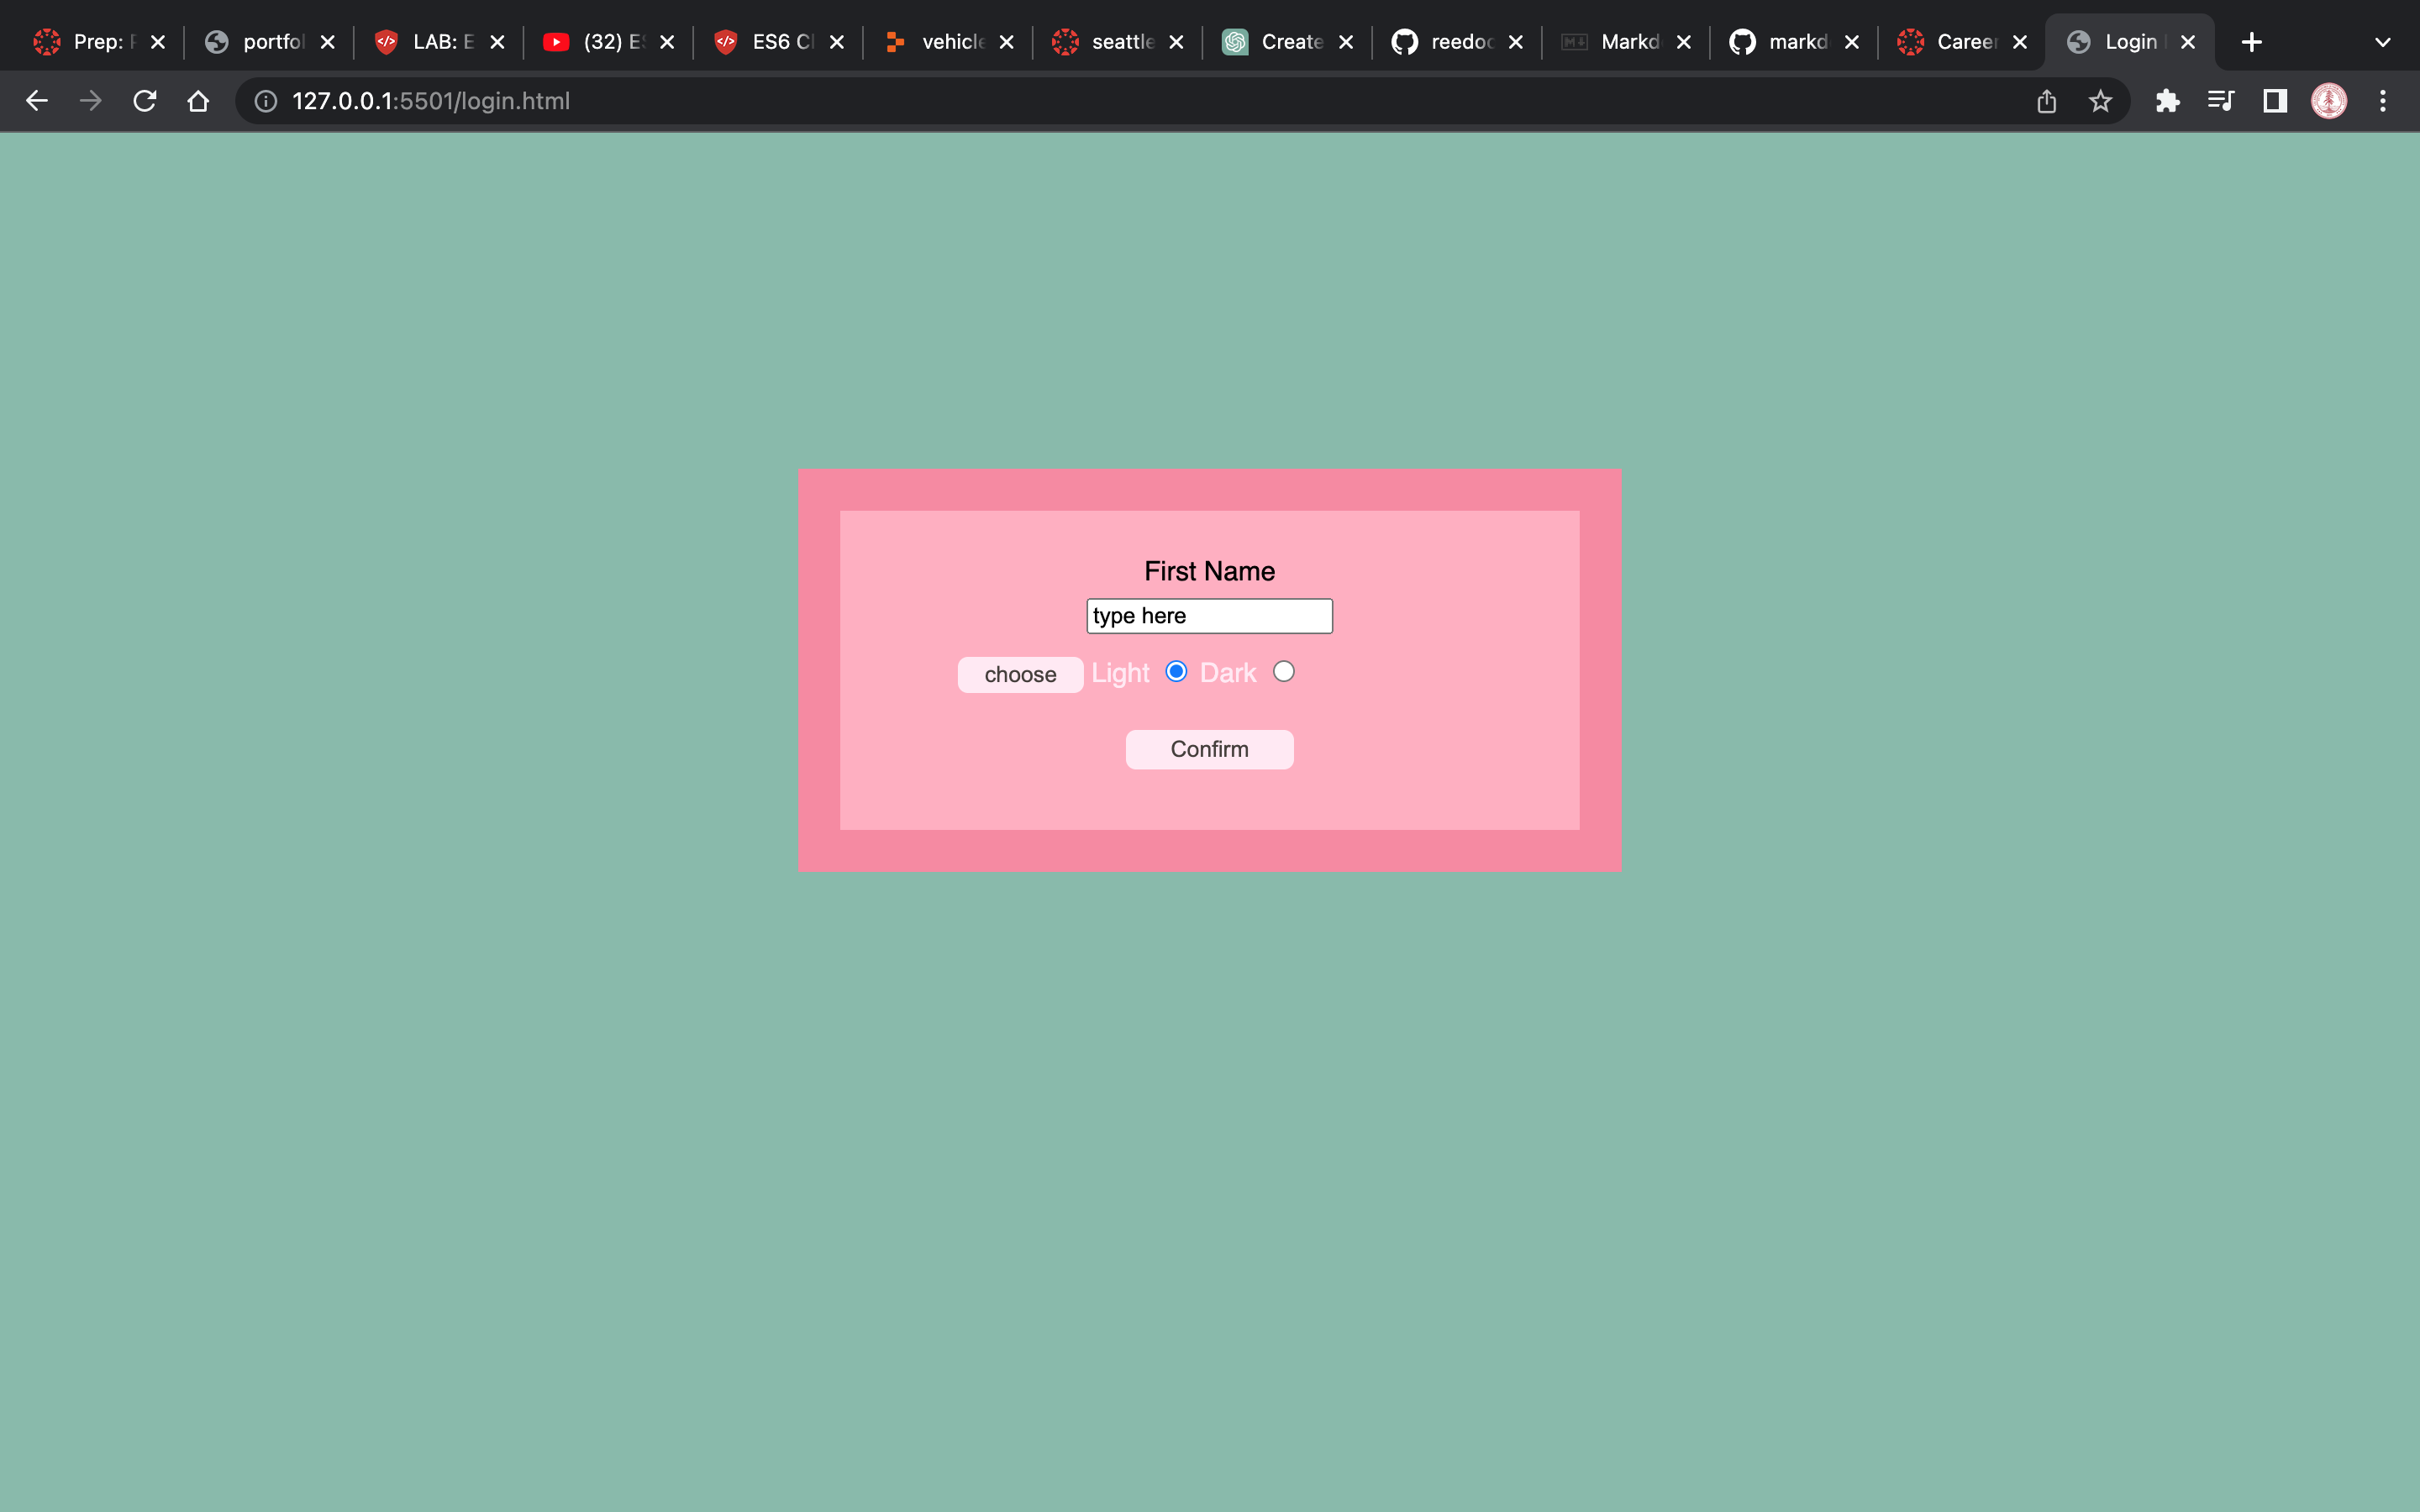 Prep: portfol LAB: E (32) ES ES6 Cl vehicle seattle Create reedoc Markd markd Career Login
127.0.0.1:5501/login.html
First Name
type here
choose Light Dark
Confirm